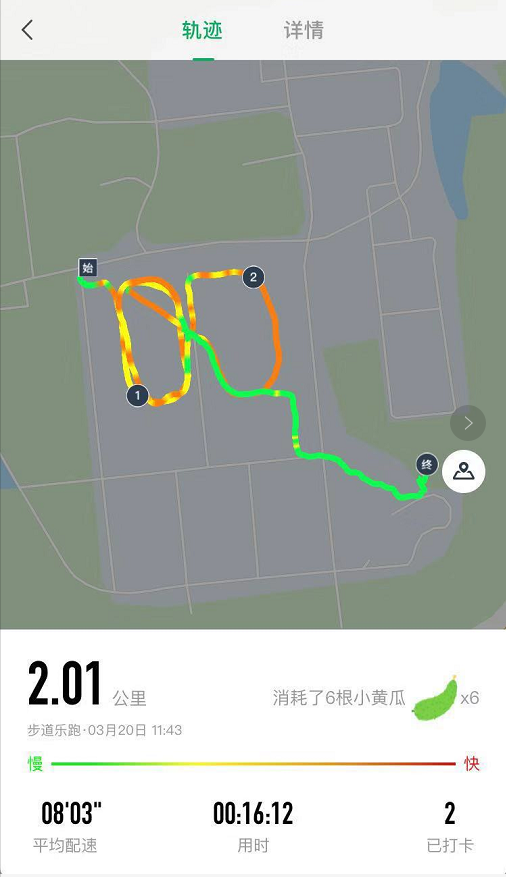 轨迹 详情
始
2
1
终
2.01 公里 消耗了6根小黄瓜 x6
步道乐跑·03月20日 11:43
慢 快
08'03" 00:16:12 2
平均配速 用时 已打卡